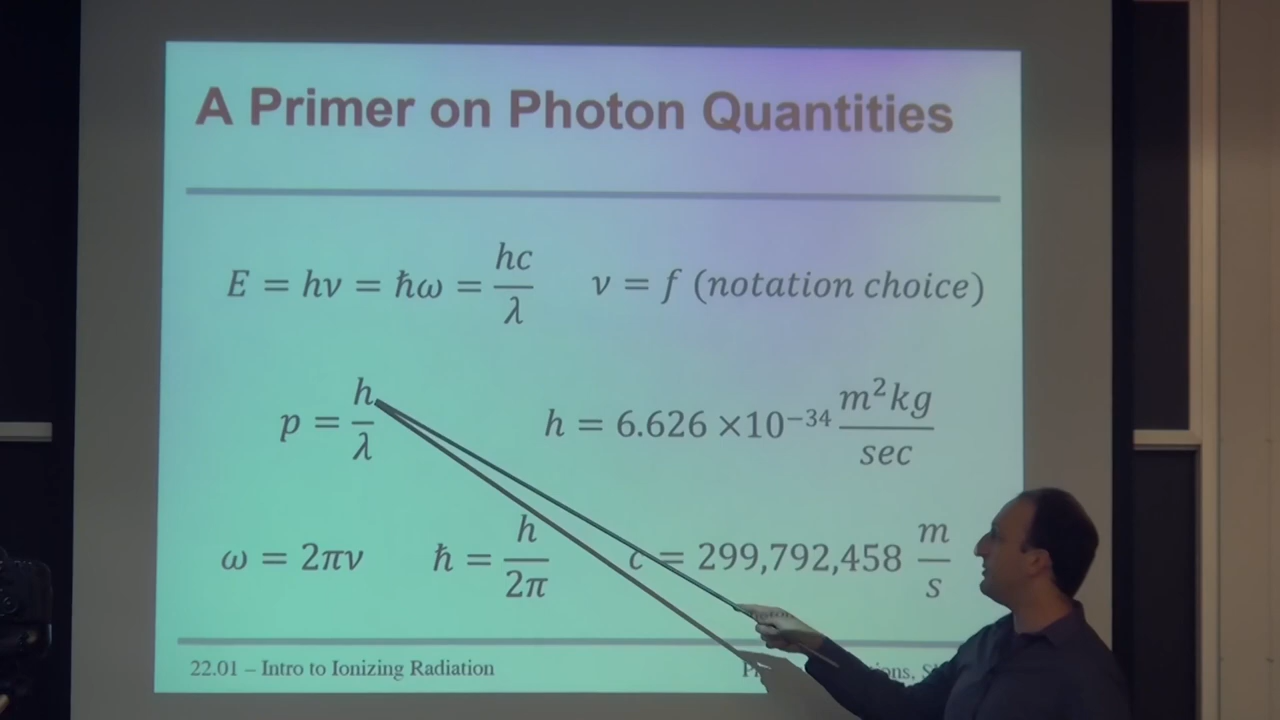 A Primer on Photon Quantities
E = hν = ħω = hc/λ ν = f (notation choice)
p = h/λ h = 6.626 ×10⁻³⁴ m²kg/sec
ω = 2πν ħ = h/2π c = 299,792,458 m/s
22.01 – Intro to Ionizing Radiation